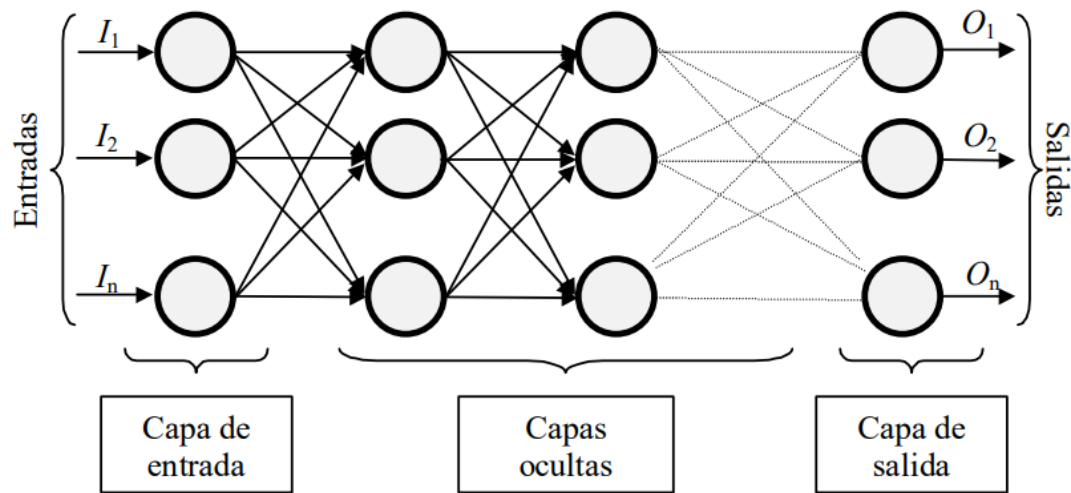 Entradas
I1
I2
In
O1
O2
On
Salidas
Capa de
entrada
Capas
ocultas
Capa de
salida